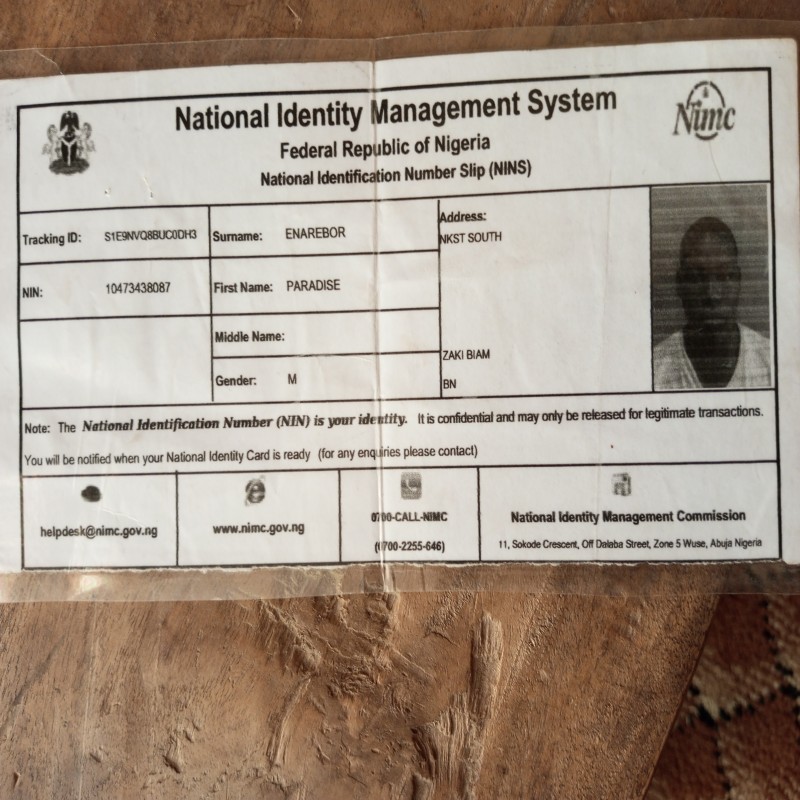 National Identity Management System
Federal Republic of Nigeria
National Identification Number Slip (NINS)
Nimc
Tracking ID: S1E9NVQ8BUC0DH3
Surname: ENAREBOR
Address:
NKST SOUTH
NIN: 10473438087
First Name: PARADISE
Middle Name:
ZAKI BIAM
Gender: M
BN
Note: The National Identification Number (NIN) is your identity. It is confidential and may only be released for legitimate transactions.
You will be notified when your National Identity Card is ready (for any enquiries please contact)
helpdesk@nimc.gov.ng
www.nimc.gov.ng
0700-CALL-NIMC
(0700-2255-646)
National Identity Management Commission
11, Sokode Crescent, Off Dalaba Street, Zone 5 Wuse, Abuja Nigeria